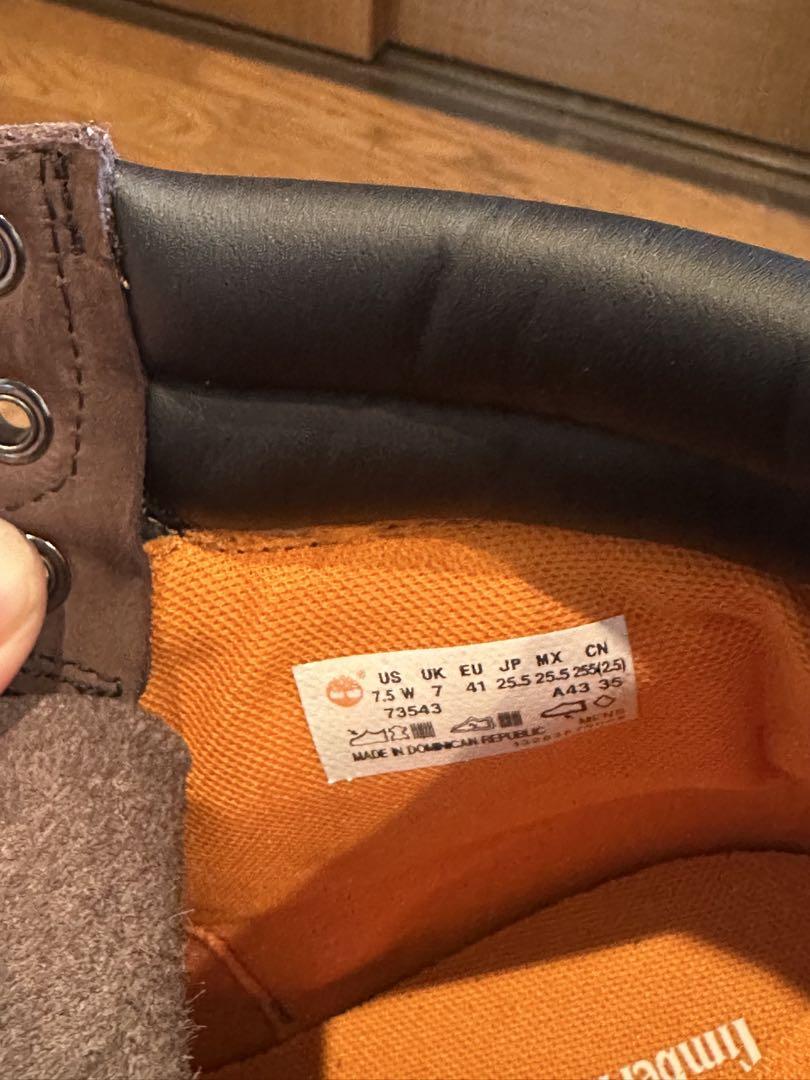 US UK EU JP MX CN
7.5 W 7 41 25.5 25.5 255(2.5)
73543 A43 35
MENS
MADE IN DOMINICAN REPUBLIC